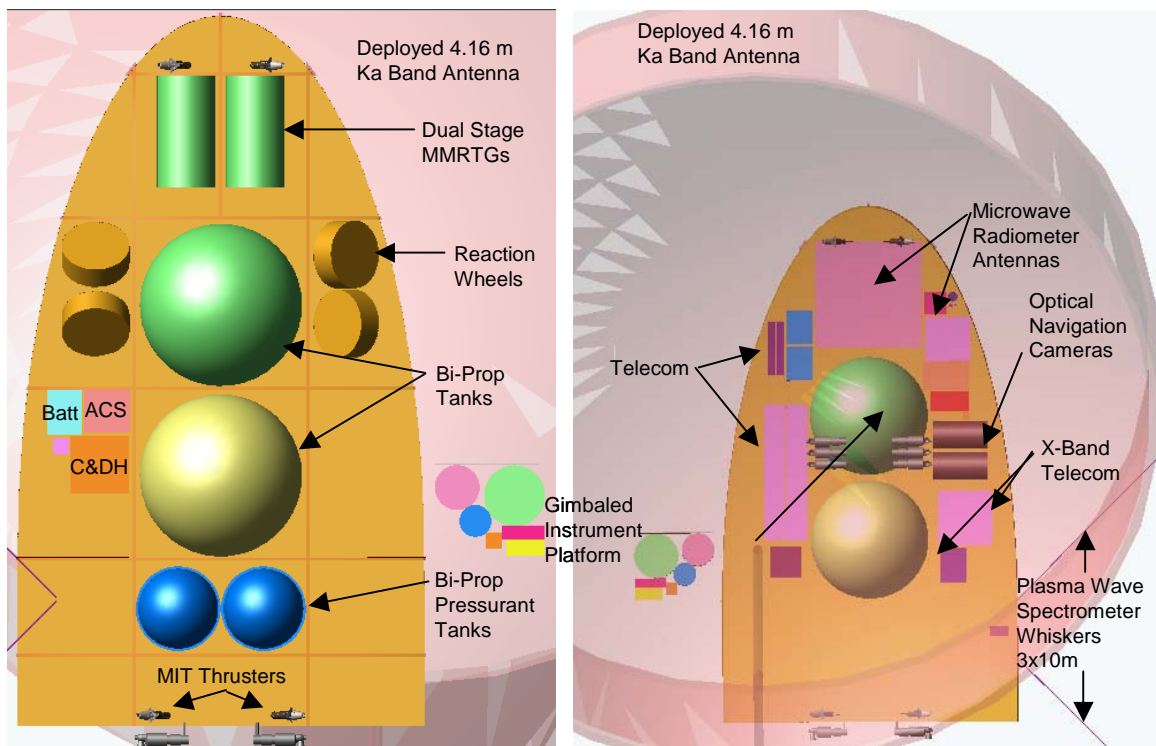 Deployed 4.16 m
Ka Band Antenna
Dual Stage
MMRTGs
Reaction
Wheels
Bi-Prop
Tanks
Batt
ACS
C&DH
Gimbaled
Instrument
Platform
Bi-Prop
Pressurant
Tanks
MIT Thrusters
Deployed 4.16 m
Ka Band Antenna
Microwave
Radiometer
Antennas
Optical
Navigation
Cameras
Telecom
X-Band
Telecom
Plasma Wave
Spectrometer
Whiskers
3x10m